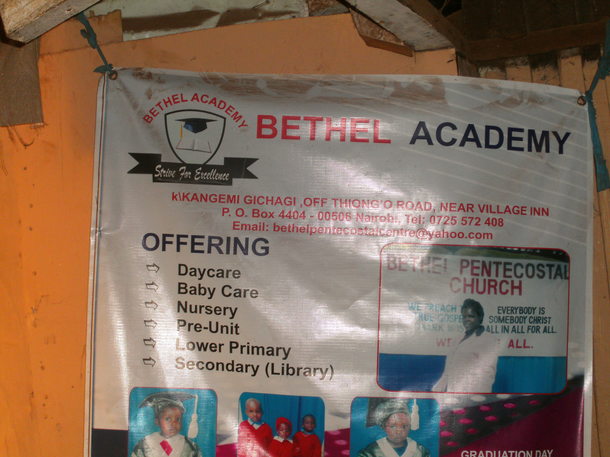 BETHEL ACADEMY
Strive For Excellence
BETHEL ACADEMY
k\KANGEMI GICHAGI ,OFF THIONG'O ROAD, NEAR VILLAGE INN
P. O. Box 4404 - 00506 Nairobi, Tel: 0725 572 408
Email: bethelpentecostalcentre@yahoo.com
OFFERING
Daycare
Baby Care
Nursery
Pre-Unit
Lower Primary
Secondary (Library)
BETHEL PENTECOSTAL
CHURCH
WE PREACH
EVERYBODY IS
SOMEBODY CHRIST
ALL IN ALL FOR ALL.
ALL.
GRADUATION DAY